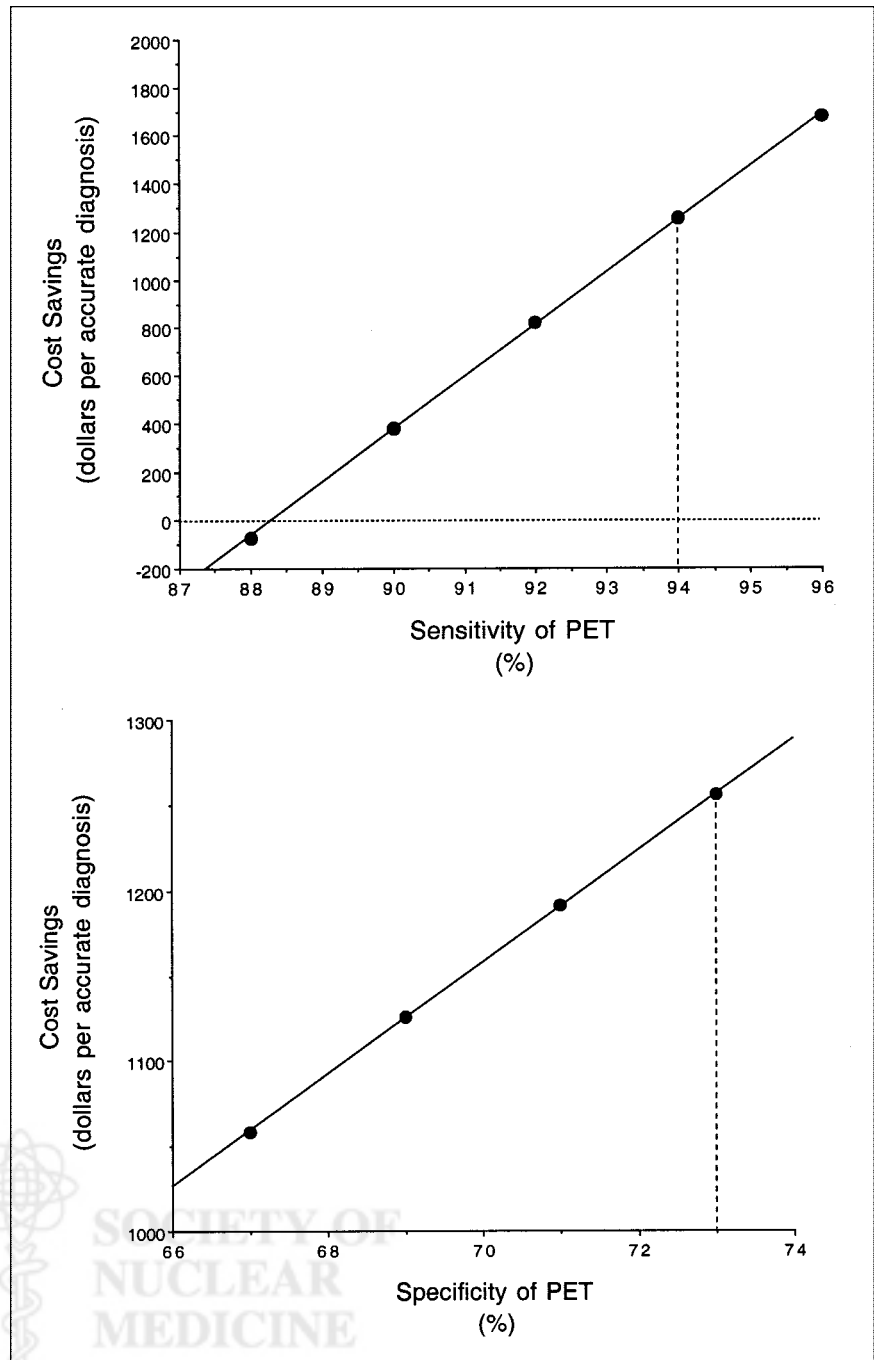 2000
1800
1600
1400
1200
1000
800
600
400
200
0
-200
Cost Savings
(dollars per accurate diagnosis)
87 88 89 90 91 92 93 94 95 96
Sensitivity of PET
(%)
1300
1200
1100
1000
Cost Savings
(dollars per accurate diagnosis)
66 68 70 72 74
Specificity of PET
(%)
SOCIETY OF
NUCLEAR
MEDICINE